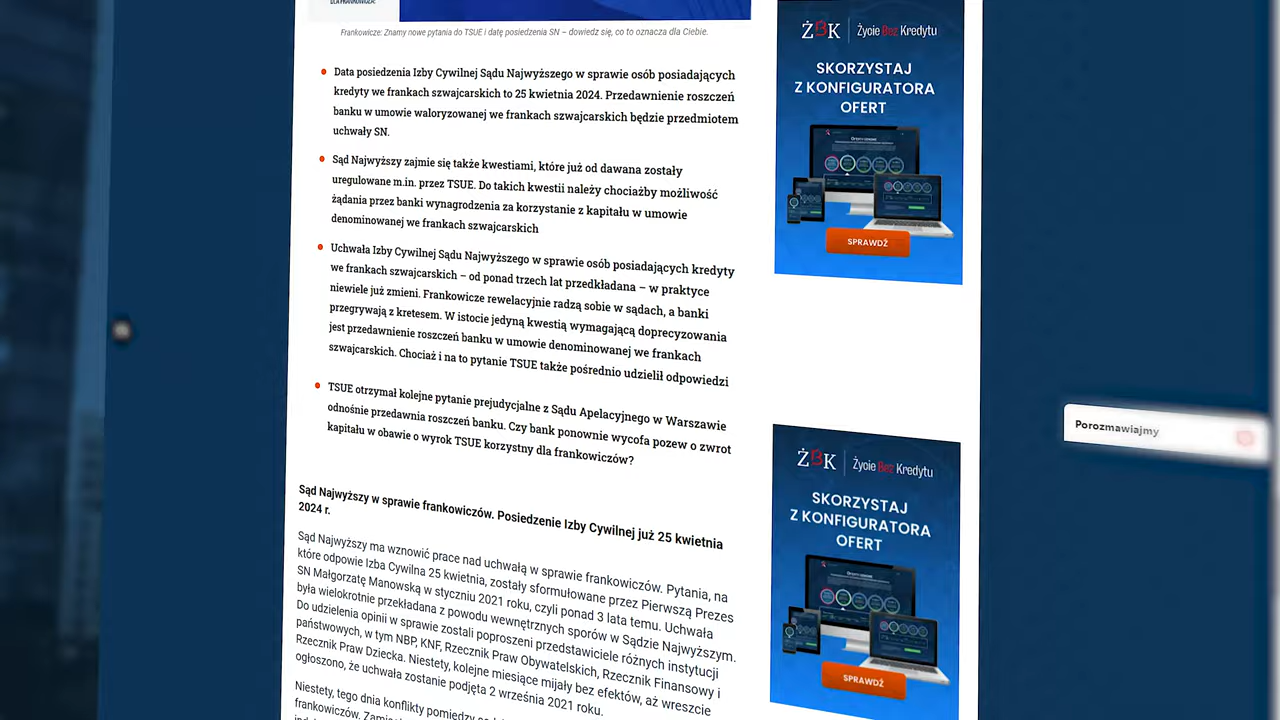 DLA FRANKOWICZA?
Frankowicze: Znamy nowe pytania do TSUE i datę posiedzenia SN – dowiedz się, co to oznacza dla Ciebie.
Data posiedzenia Izby Cywilnej Sądu Najwyższego w sprawie osób posiadających
kredyty we frankach szwajcarskich to 25 kwietnia 2024. Przedawnienie roszczeń
banku w umowie waloryzowanej we frankach szwajcarskich będzie przedmiotem
uchwały SN.
Sąd Najwyższy zajmie się także kwestiami, które już od dawana zostały
uregulowane m.in. przez TSUE. Do takich kwestii należy chociażby możliwość
żądania przez banki wynagrodzenia za korzystanie z kapitału w umowie
denominowanej we frankach szwajcarskich
Uchwała Izby Cywilnej Sądu Najwyższego w sprawie osób posiadających kredyty
we frankach szwajcarskich – od ponad trzech lat przedkładana – w praktyce
niewiele już zmieni. Frankowicze rewelacyjnie radzą sobie w sądach, a banki
przegrywają z kretesem. W istocie jedyną kwestią wymagającą doprecyzowania
jest przedawnienie roszczeń banku w umowie denominowanej we frankach
szwajcarskich. Chociaż i na to pytanie TSUE także pośrednio udzielił odpowiedzi
TSUE otrzymał kolejne pytanie prejudycjalne z Sądu Apelacyjnego w Warszawie
odnośnie przedawnia roszczeń banku. Czy bank ponownie wycofa pozew o zwrot
kapitału w obawie o wyrok TSUE korzystny dla frankowiczów?
Sąd Najwyższy w sprawie frankowiczów. Posiedzenie Izby Cywilnej już 25 kwietnia
2024 r.
Sąd Najwyższy ma wznowić prace nad uchwałą w sprawie frankowiczów. Pytania, na
które odpowie Izba Cywilna 25 kwietnia, zostały sformułowane przez Pierwszą Prezes
SN Małgorzatę Manowską w styczniu 2021 roku, czyli ponad 3 lata temu. Uchwała
była wielokrotnie przekładana z powodu wewnętrznych sporów w Sądzie Najwyższym.
Do udzielenia opinii w sprawie zostali poproszeni przedstawiciele różnych instytucji
państwowych, w tym NBP, KNF, Rzecznik Praw Obywatelskich, Rzecznik Finansowy i
Rzecznik Praw Dziecka. Niestety, kolejne miesiące mijały bez efektów, aż wreszcie
ogłoszono, że uchwała zostanie podjęta 2 września 2021 roku.
Niestety, tego dnia konflikty pomiędzy
frankowiczów.
ŻBK Życie Bez Kredytu
SKORZYSTAJ
Z KONFIGURATORA
OFERT
SPRAWDŹ
Porozmawiajmy
ŻBK Życie Bez Kredytu
SKORZYSTAJ
Z KONFIGURATORA
OFERT
SPRAWDŹ